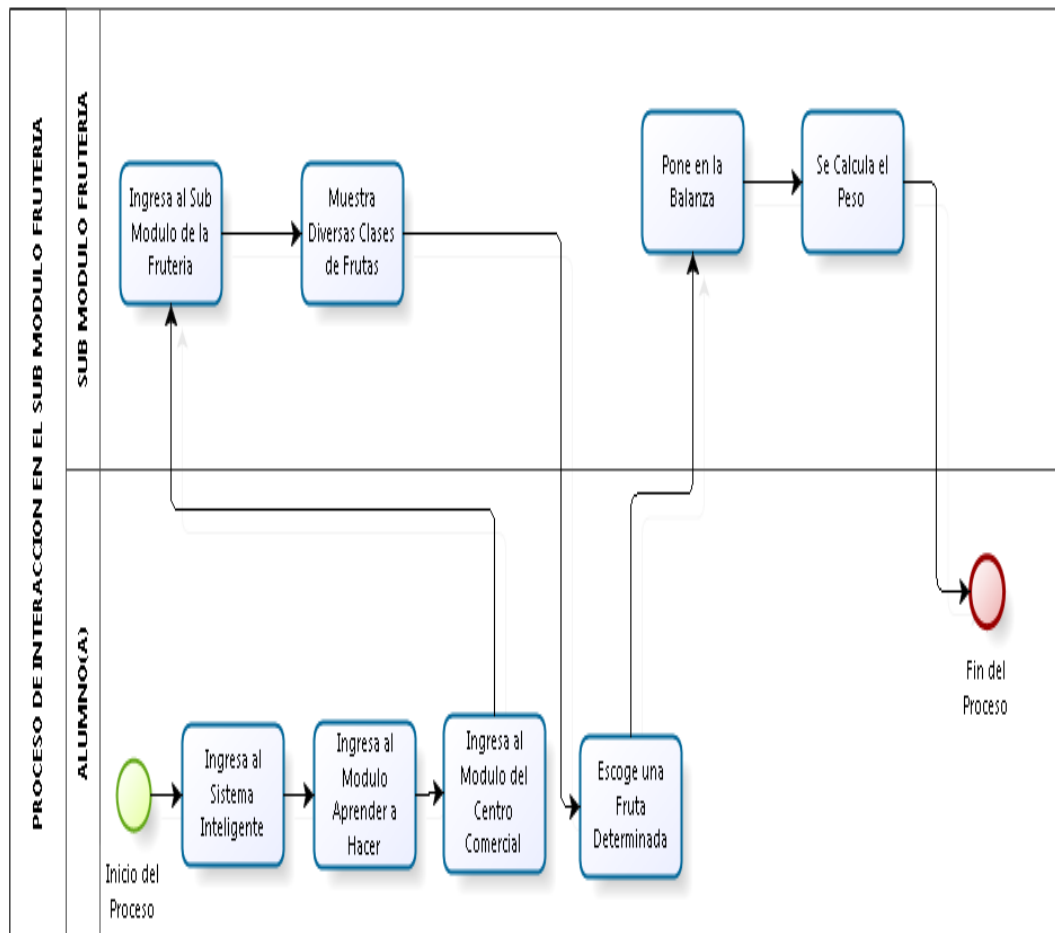 PROCESO DE INTERACCION EN EL SUB MODULO FRUTERIA
SUB MODULO FRUTERIA
Ingresa al Sub
Modulo de la
Fruteria
Muestra
Diversas Clases
de Frutas
Pone en la
Balanza
Se Calcula el
Peso
ALUMNO(A)
Inicio del
Proceso
Ingresa al
Sistema
Inteligente
Ingresa al
Modulo
Aprender a
Hacer
Ingresa al
Modulo del
Centro
Comercial
Escoge una
Fruta
Determinada
Fin del
Proceso